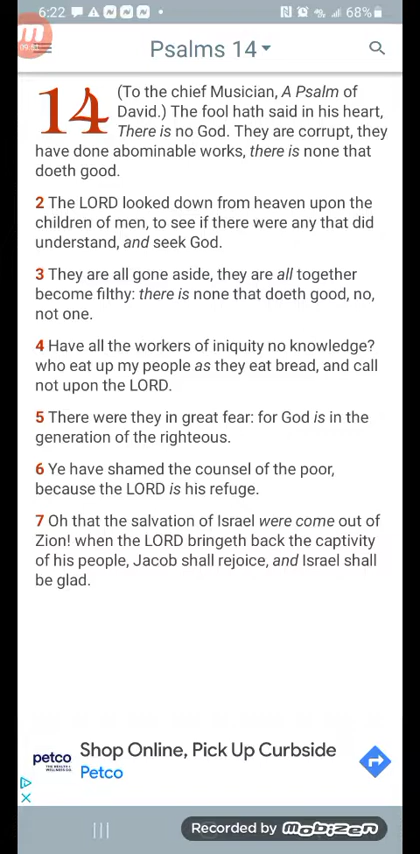 6:22 68%
M
Psalms 14
14 (To the chief Musician, A Psalm of
David.) The fool hath said in his heart,
There is no God. They are corrupt, they
have done abominable works, there is none that
doeth good.
2 The LORD looked down from heaven upon the
children of men, to see if there were any that did
understand, and seek God.
3 They are all gone aside, they are all together
become filthy: there is none that doeth good, no,
not one.
4 Have all the workers of iniquity no knowledge?
who eat up my people as they eat bread, and call
not upon the LORD.
5 There were they in great fear: for God is in the
generation of the righteous.
6 Ye have shamed the counsel of the poor,
because the LORD is his refuge.
7 Oh that the salvation of Israel were come out of
Zion! when the LORD bringeth back the captivity
of his people, Jacob shall rejoice, and Israel shall
be glad.
petco
Shop Online, Pick Up Curbside
Petco
Recorded by mobizen